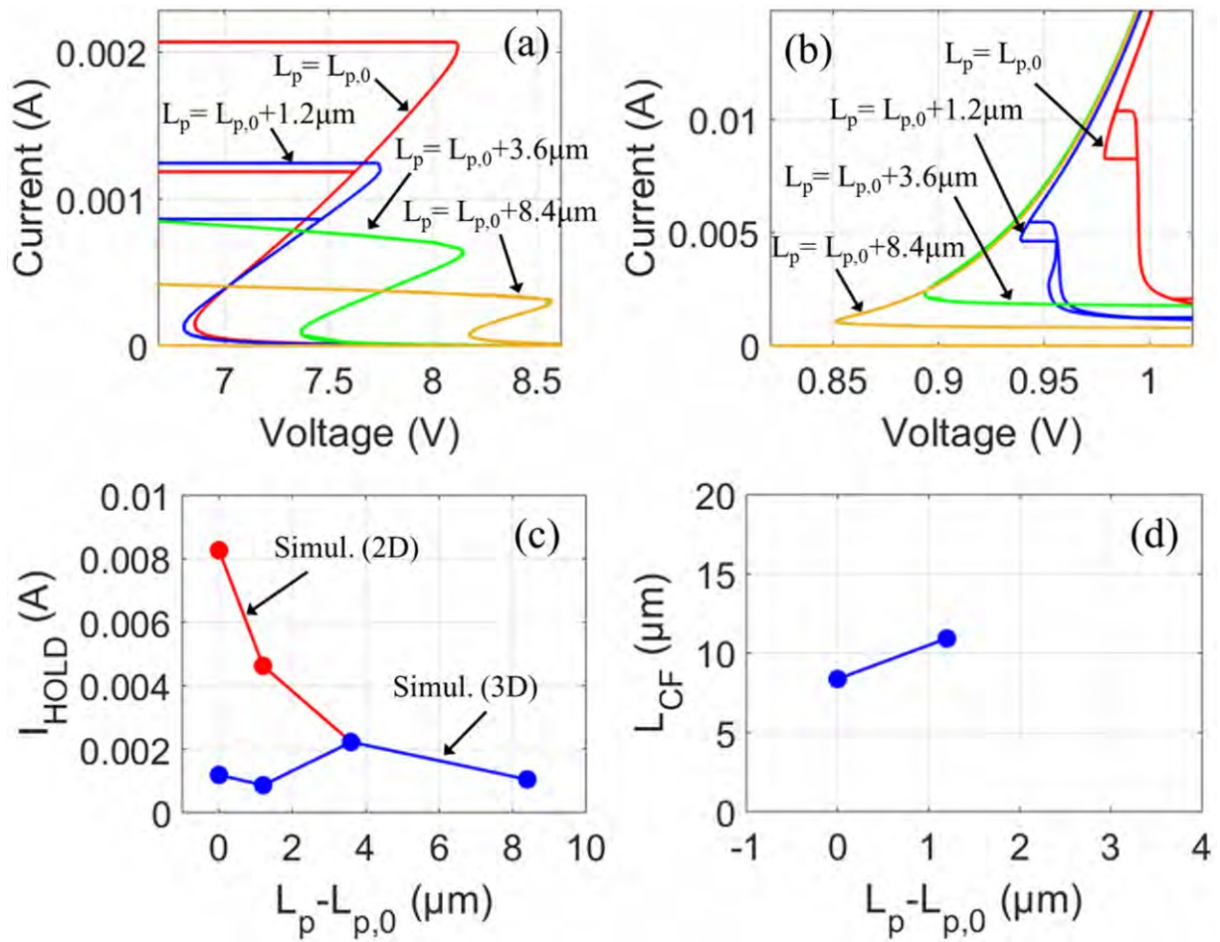 (a)
0.002
0.001
0
Current (A)
L_p= L_p,0
L_p= L_p,0+1.2μm
L_p= L_p,0+3.6μm
L_p= L_p,0+8.4μm
7
7.5
8
8.5
Voltage (V)
(b)
0.01
0.005
0
Current (A)
L_p= L_p,0
L_p= L_p,0+1.2μm
L_p= L_p,0+3.6μm
L_p= L_p,0+8.4μm
0.85
0.9
0.95
1
Voltage (V)
(c)
0.01
0.008
0.006
0.004
0.002
0
I_HOLD (A)
Simul. (2D)
Simul. (3D)
0
2
4
6
8
10
L_p-L_p,0 (μm)
(d)
20
15
10
5
0
L_CF (μm)
-1
0
1
2
3
4
L_p-L_p,0 (μm)